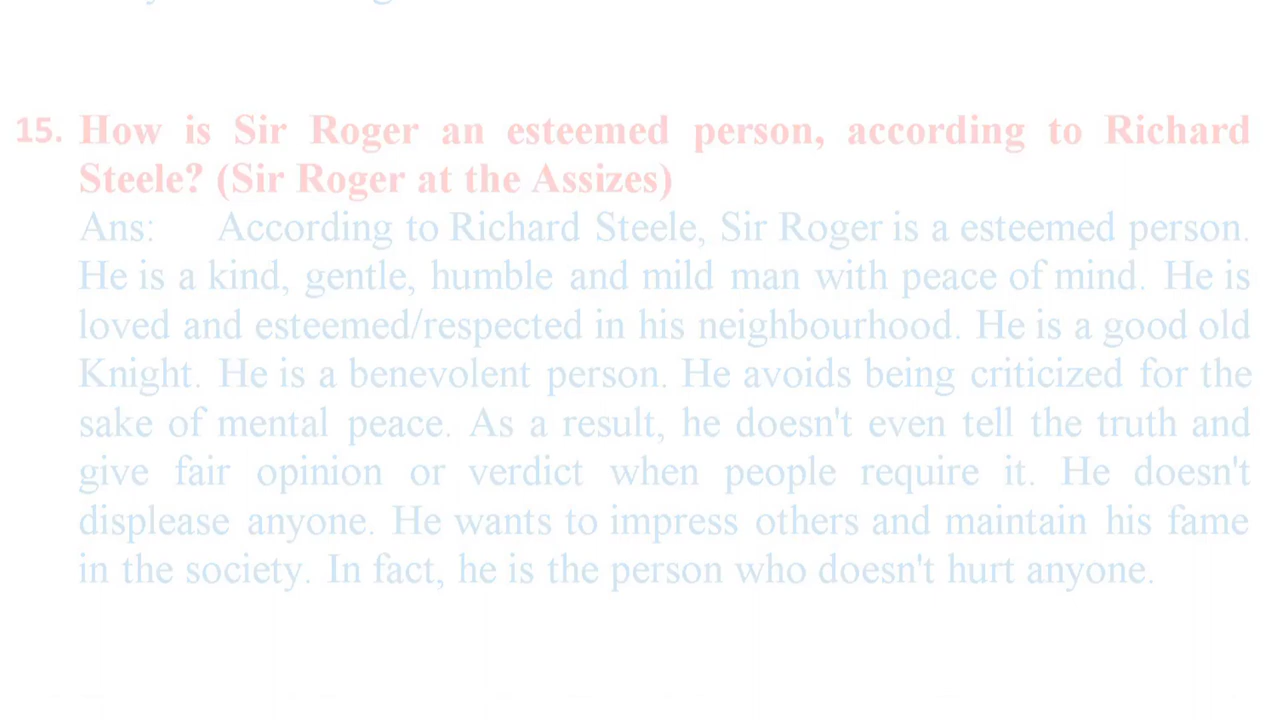 15. How is Sir Roger an esteemed person, according to Richard
Steele? (Sir Roger at the Assizes)
Ans: According to Richard Steele, Sir Roger is a esteemed person.
He is a kind, gentle, humble and mild man with peace of mind. He is
loved and esteemed/respected in his neighbourhood. He is a good old
Knight. He is a benevolent person. He avoids being criticized for the
sake of mental peace. As a result, he doesn't even tell the truth and
give fair opinion or verdict when people require it. He doesn't
displease anyone. He wants to impress others and maintain his fame
in the society. In fact, he is the person who doesn't hurt anyone.